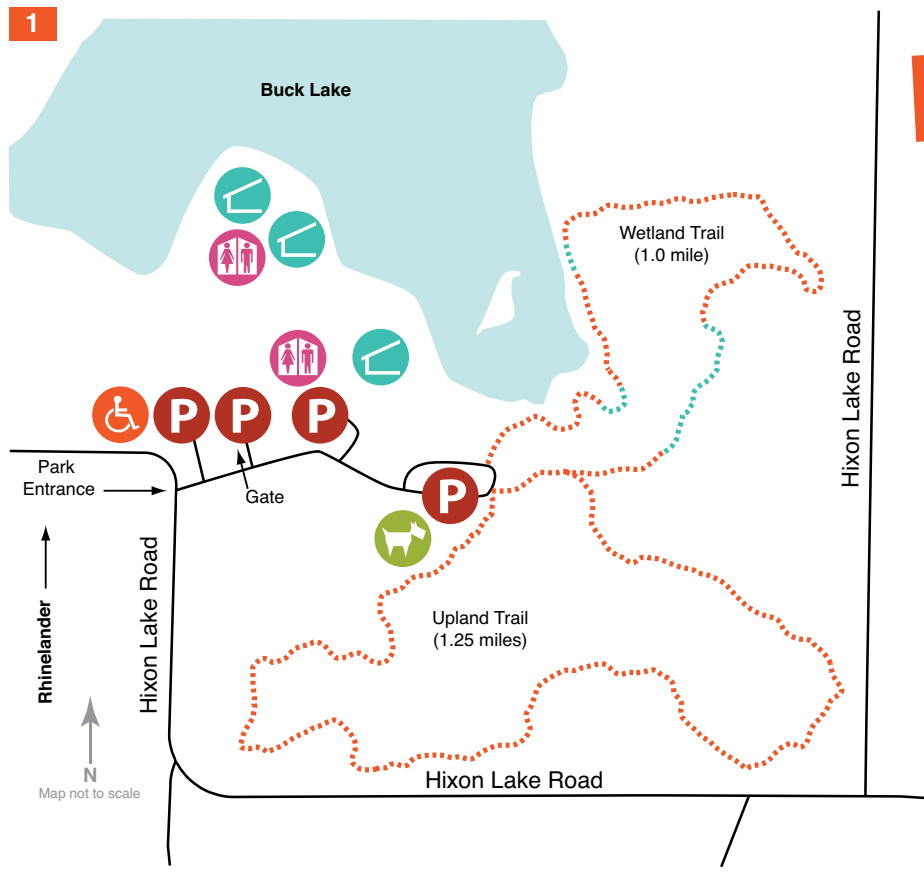 1
Buck Lake
Wetland Trail
(1.0 mile)
Hixon Lake Road
P
P
P
P
Park
Entrance
Gate
Rhinelander
Hixon Lake Road
Upland Trail
(1.25 miles)
N
Map not to scale
Hixon Lake Road